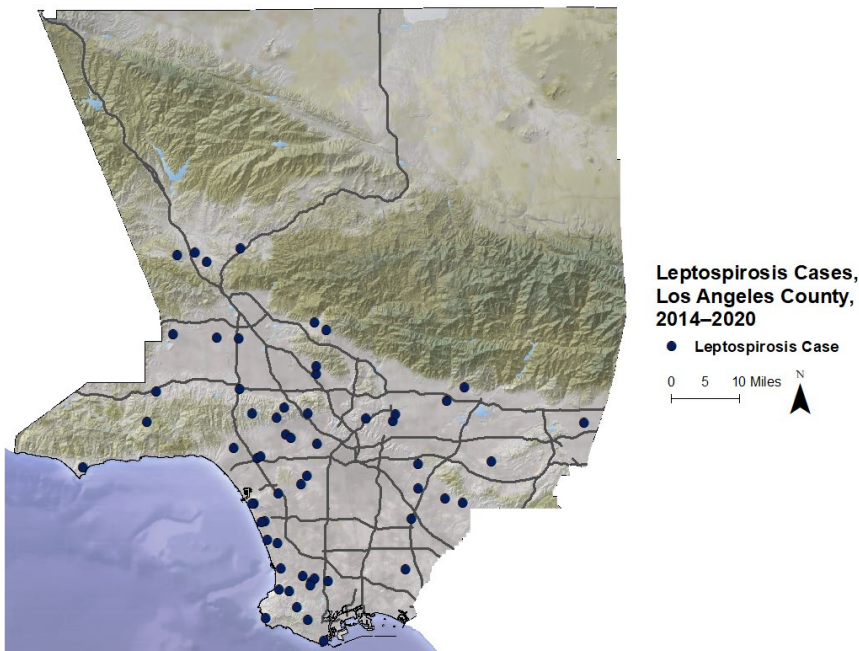 Leptospirosis Cases,
Los Angeles County,
2014–2020
Leptospirosis Case
0 5 10 Miles
N